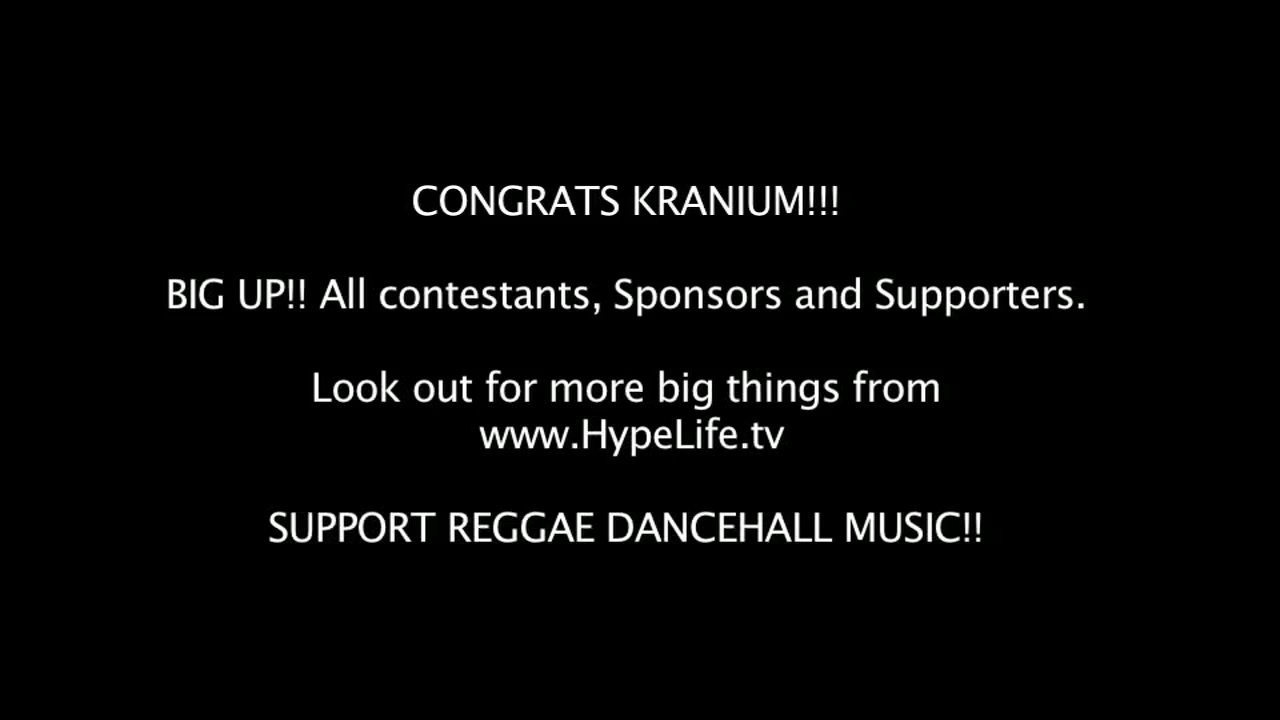 CONGRATS KRANIUM!!!
BIG UP!! All contestants, Sponsors and Supporters.
Look out for more big things from
www.HypeLife.tv
SUPPORT REGGAE DANCEHALL MUSIC!!